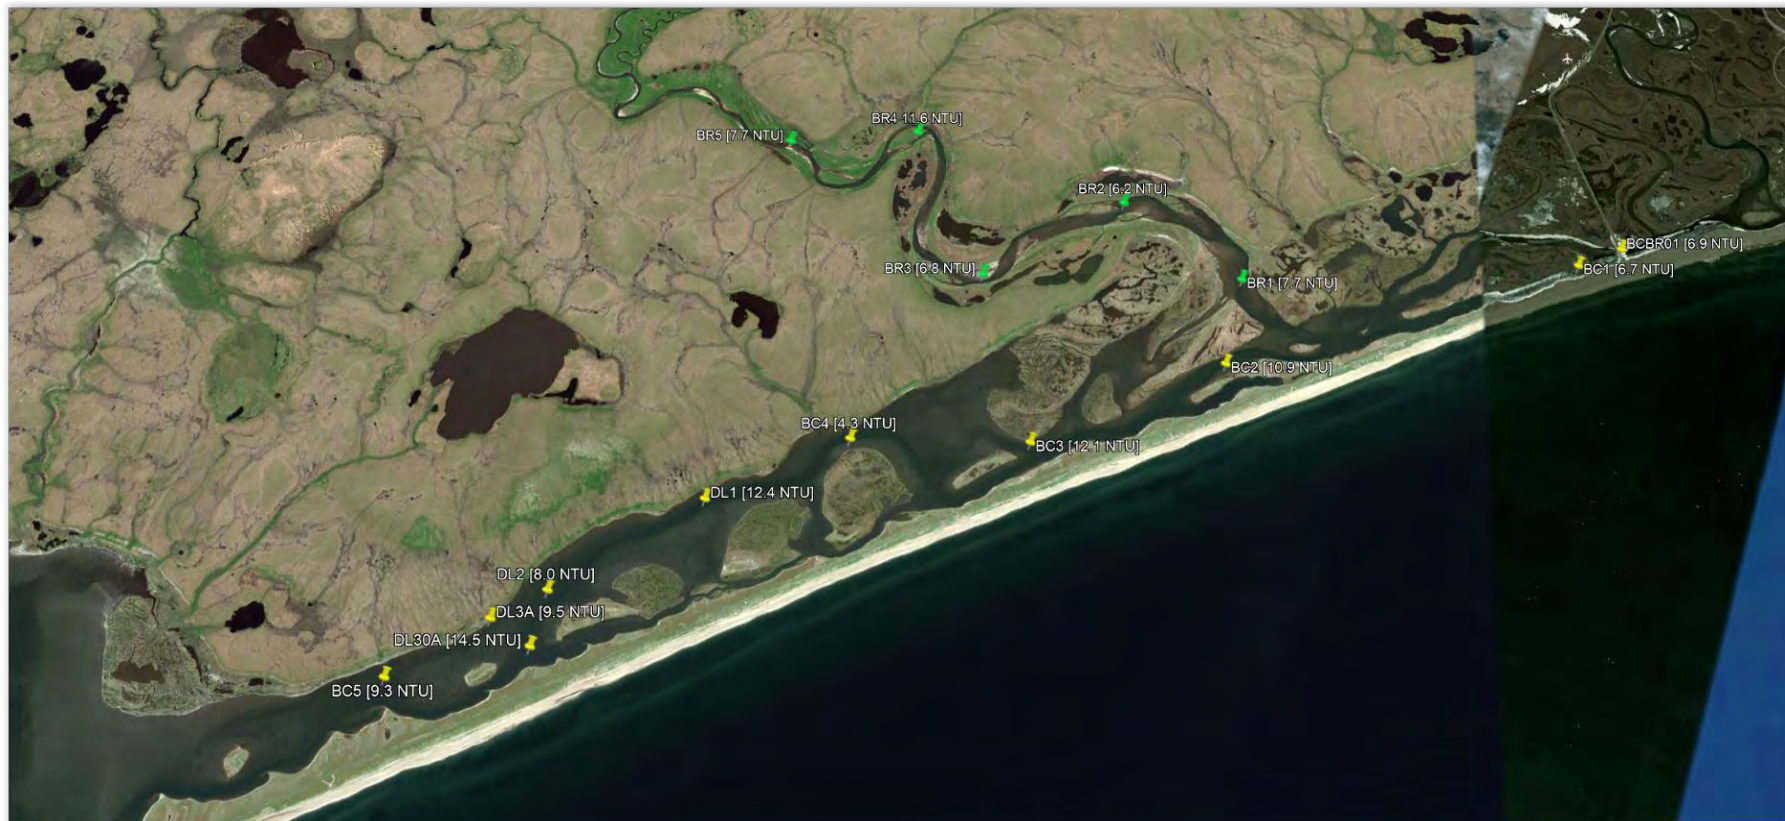 BR4 11.6 NTU]
BR5 [7.7 NTU]
BR2 [6.2 NTU]
BCBR01 [6.9 NTU]
BR3 [6.8 NTU]
BC1 [6.7 NTU]
BR1 [7.7 NTU]
BC2 [10.9 NTU]
BC4 [4.3 NTU]
BC3 [12.1 NTU]
DL1 [12.4 NTU]
DL2 [8.0 NTU]
DL3A [9.5 NTU]
DL30A [14.5 NTU]
BC5 [9.3 NTU]